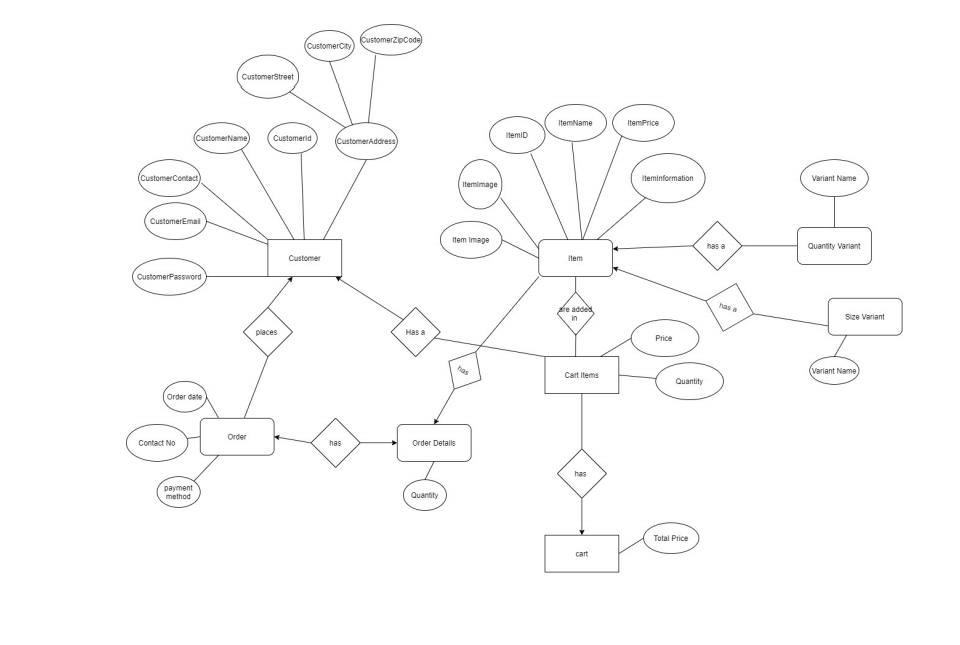 CustomerZipCode
CustomerCity
CustomerStreet
CustomerName
CustomerId
CustomerAddress
CustomerContact
CustomerEmail
CustomerPassword
Customer
ItemID
ItemName
ItemPrice
ItemImage
ItemInformation
Item Image
Item
Variant Name
has a
Quantity Variant
has a
Size Variant
Variant Name
places
Has a
are added
in
Price
has
Cart Items
Quantity
Order date
Contact No
Order
has
Order Details
payment
method
Quantity
has
cart
Total Price